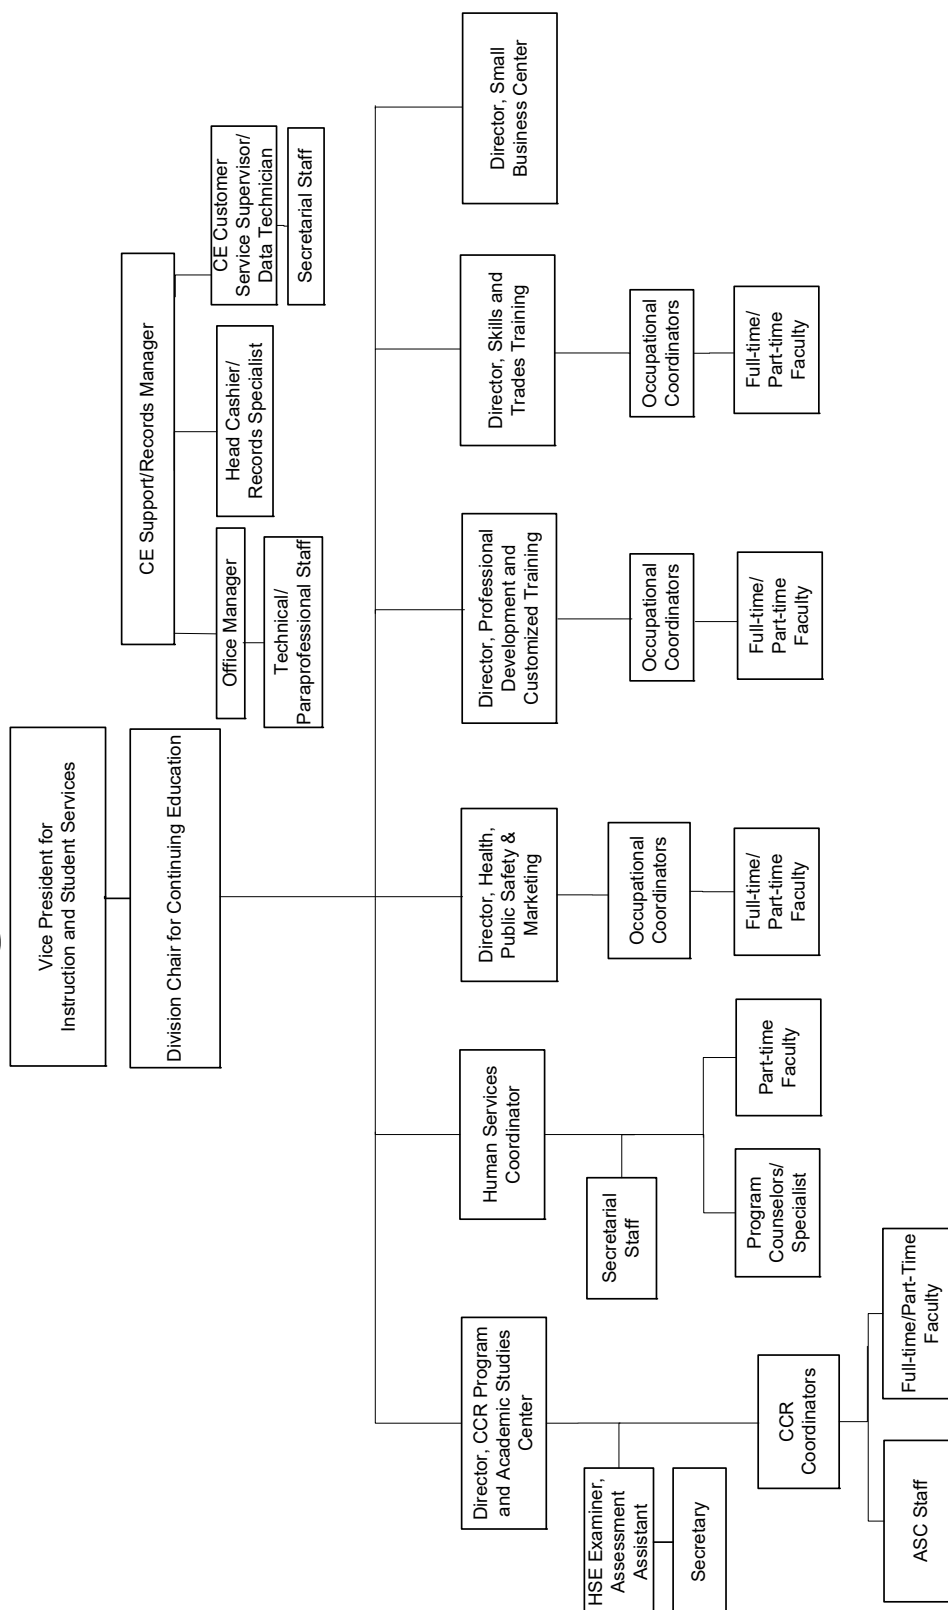 Vice President for
Instruction and Student Services
Division Chair for Continuing Education
CE Support/Records Manager
Office Manager
Technical/
Paraprofessional Staff
Head Cashier/
Records Specialist
CE Customer
Service Supervisor/
Data Technician
Secretarial Staff
Director, CCR Program
and Academic Studies
Center
HSE Examiner,
Assessment
Assistant
Secretary
CCR
Coordinators
ASC Staff
Full-time/Part-Time
Faculty
Human Services
Coordinator
Secretarial
Staff
Program
Counselors/
Specialist
Part-time
Faculty
Director, Health,
Public Safety &
Marketing
Occupational
Coordinators
Full-time/
Part-time
Faculty
Director, Professional
Development and
Customized Training
Occupational
Coordinators
Full-time/
Part-time
Faculty
Director, Skills and
Trades Training
Occupational
Coordinators
Full-time/
Part-time
Faculty
Director, Small
Business Center